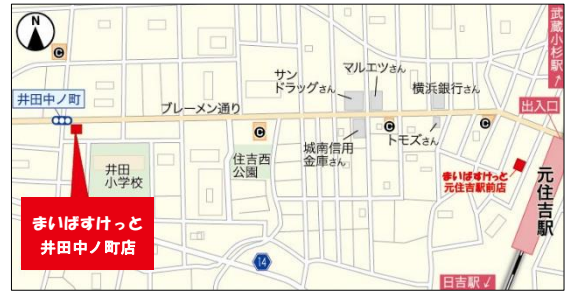 N
武蔵小杉駅↗
C
サン
ドラッグさん
マルエツさん
横浜銀行さん
井田中ノ町
ブレーメン通り
出入口
C
C
C
井田
小学校
住吉西
公園
城南信用
金庫さん
トモズさん
まいばすけっと
元住吉駅前店
元住吉駅
まいばすけっと
井田中ノ町店
14
日吉駅↙